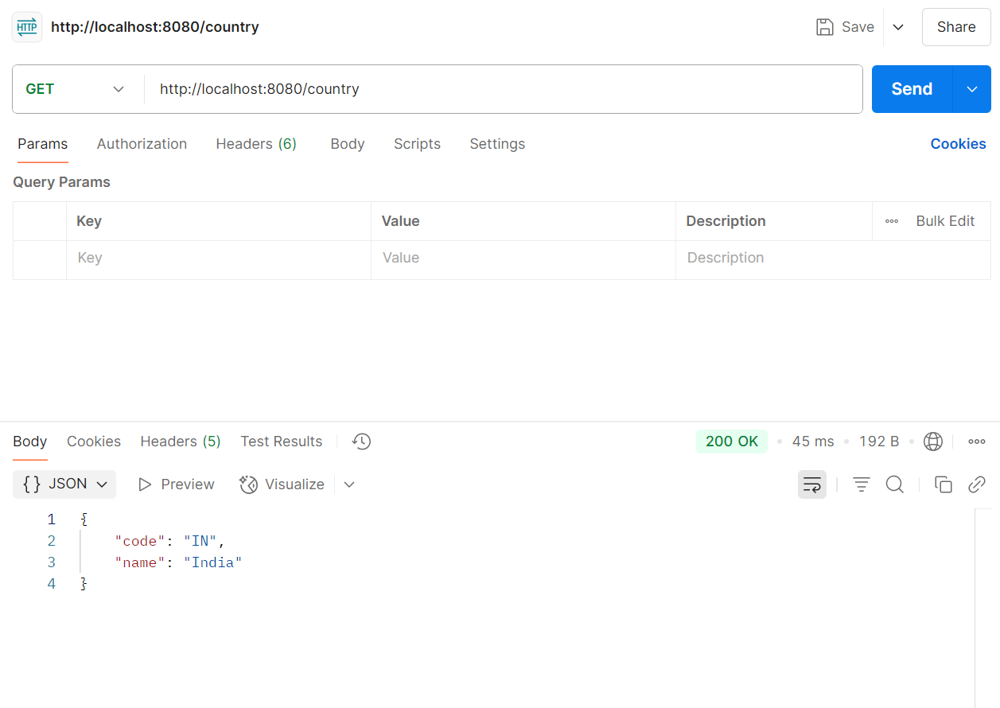 HTTP http://localhost:8080/country Save Share
GET http://localhost:8080/country Send
Params Authorization Headers (6) Body Scripts Settings Cookies
Query Params
Key Value Description Bulk Edit
Key Value Description
Body Cookies Headers (5) Test Results 200 OK 45 ms 192 B
{} JSON Preview Visualize
1 {
2 "code": "IN",
3 "name": "India"
4 }